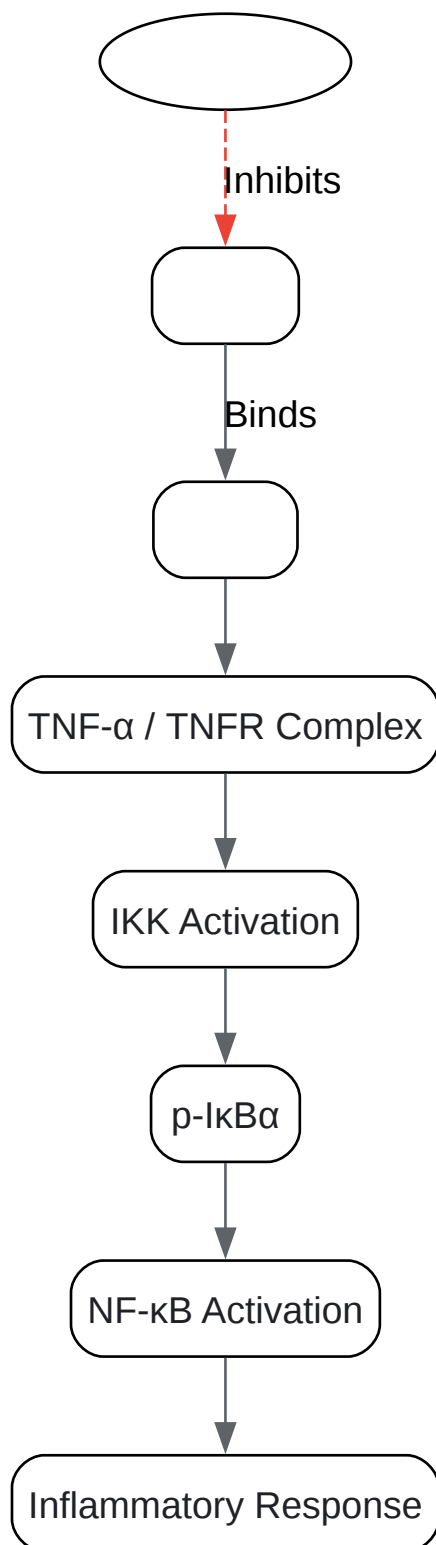 Inhibits
Binds
TNF-α / TNFR Complex
IKK Activation
p-IκBα
NF-κB Activation
Inflammatory Response